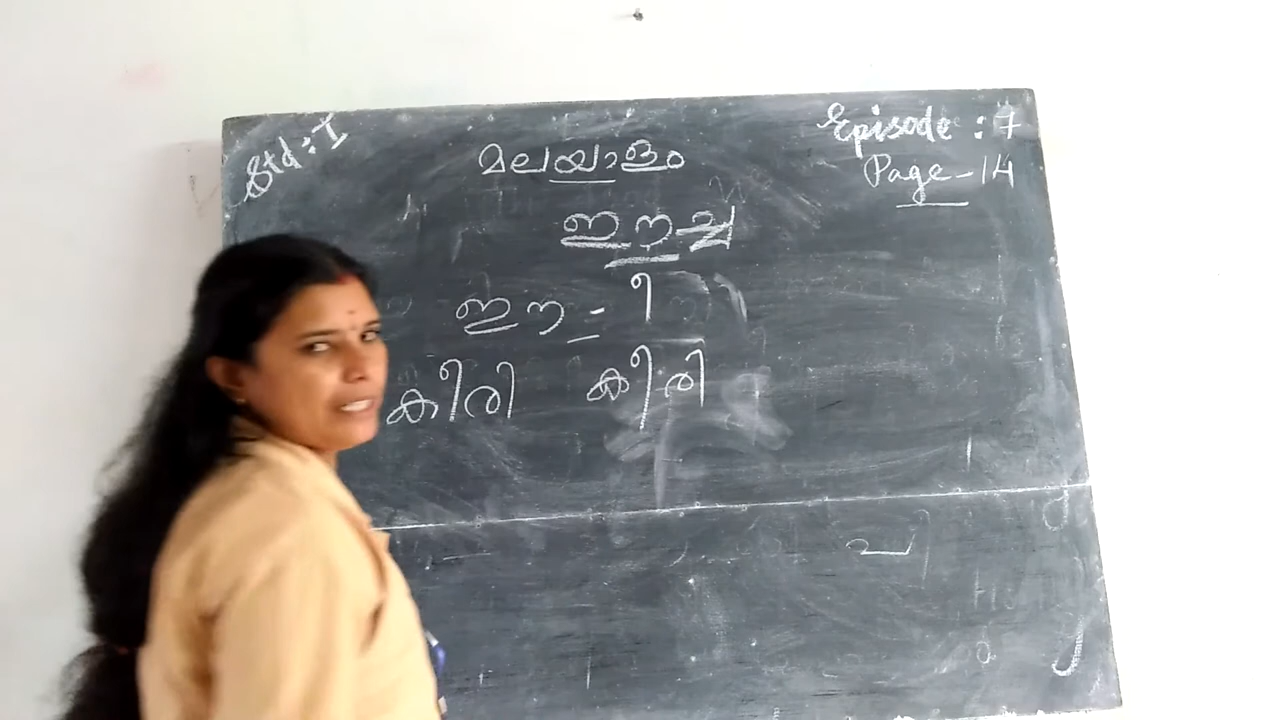 Std : I
Episode : 7
മലയാളം
Page - 14
ഈച്ച
ഈ - ീ
കീരി കീരി